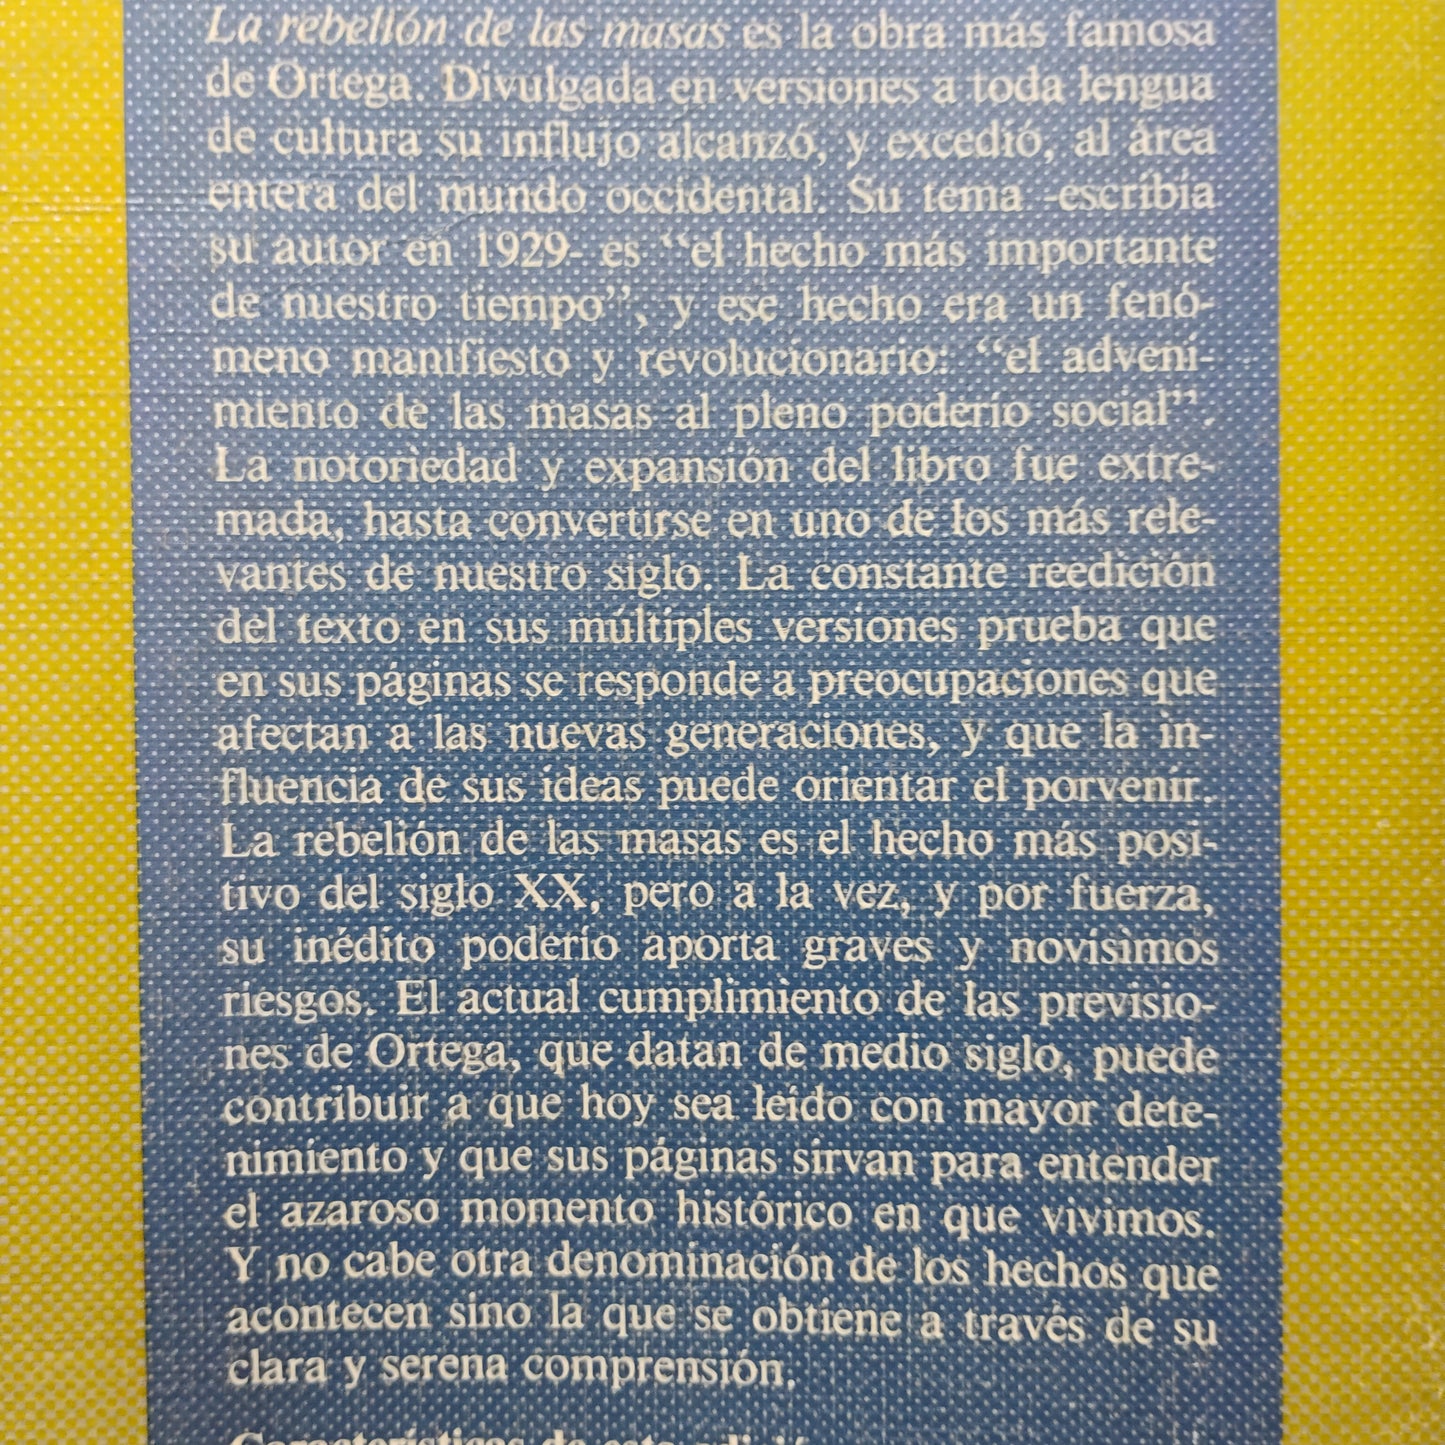 La rebelión de las masas es la obra más famosa
de Ortega. Divulgada en versiones a toda lengua
de cultura su influjo alcanzó, y excedió, al área
entera del mundo occidental. Su tema -escribía
su autor en 1929- es “el hecho más importante
de nuestro tiempo”, y ese hecho era un fenó-
meno manifiesto y revolucionario: “el adveni-
miento de las masas al pleno poderío social”.
La notoriedad y expansión del libro fue extre-
mada, hasta convertirse en uno de los más rele-
vantes de nuestro siglo. La constante reedición
del texto en sus múltiples versiones prueba que
en sus páginas se responde a preocupaciones que
afectan a las nuevas generaciones, y que la in-
fluencia de sus ideas puede orientar el porvenir.
La rebelión de las masas es el hecho más posi-
tivo del siglo XX, pero a la vez, y por fuerza,
su inédito poderío aporta graves y novísimos
riesgos. El actual cumplimiento de las previsio-
nes de Ortega, que datan de medio siglo, puede
contribuir a que hoy sea leído con mayor dete-
nimiento y que sus páginas sirvan para entender
el azaroso momento histórico en que vivimos.
Y no cabe otra denominación de los hechos que
acontecen sino la que se obtiene a través de su
clara y serena comprensión.
Características de esta edición